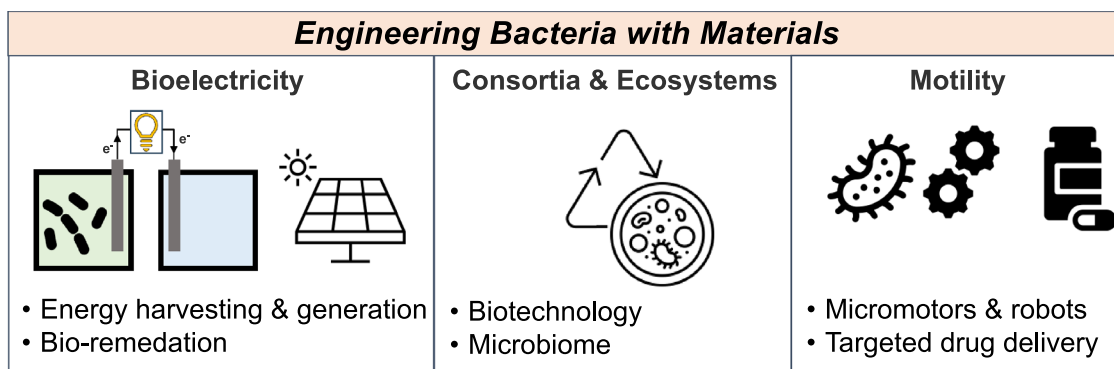 Engineering Bacteria with Materials
Bioelectricity
e-
e-
• Energy harvesting & generation
• Bio-remedation
Consortia & Ecosystems
• Biotechnology
• Microbiome
Motility
• Micromotors & robots
• Targeted drug delivery